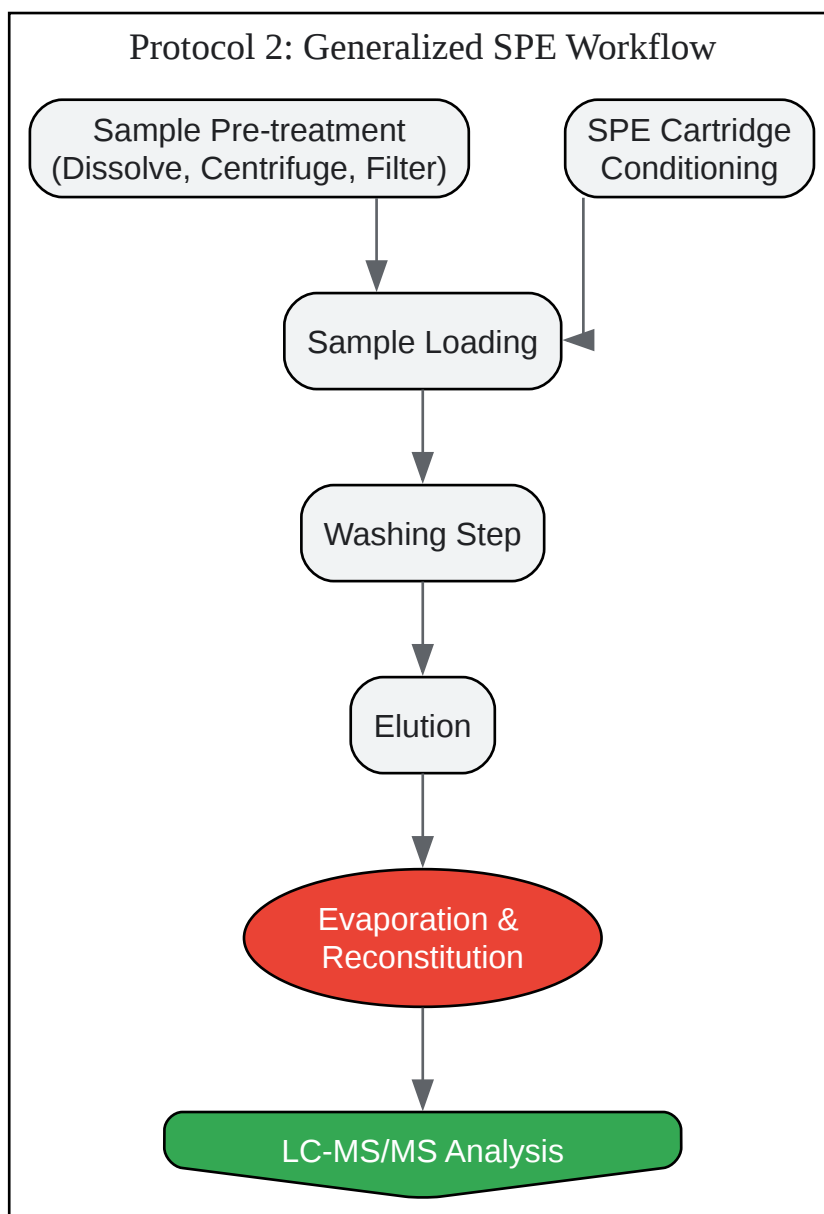 Protocol 2: Generalized SPE Workflow
Sample Pre-treatment
(Dissolve, Centrifuge, Filter)
SPE Cartridge
Conditioning
Sample Loading
Washing Step
Elution
Evaporation &
Reconstitution
LC-MS/MS Analysis